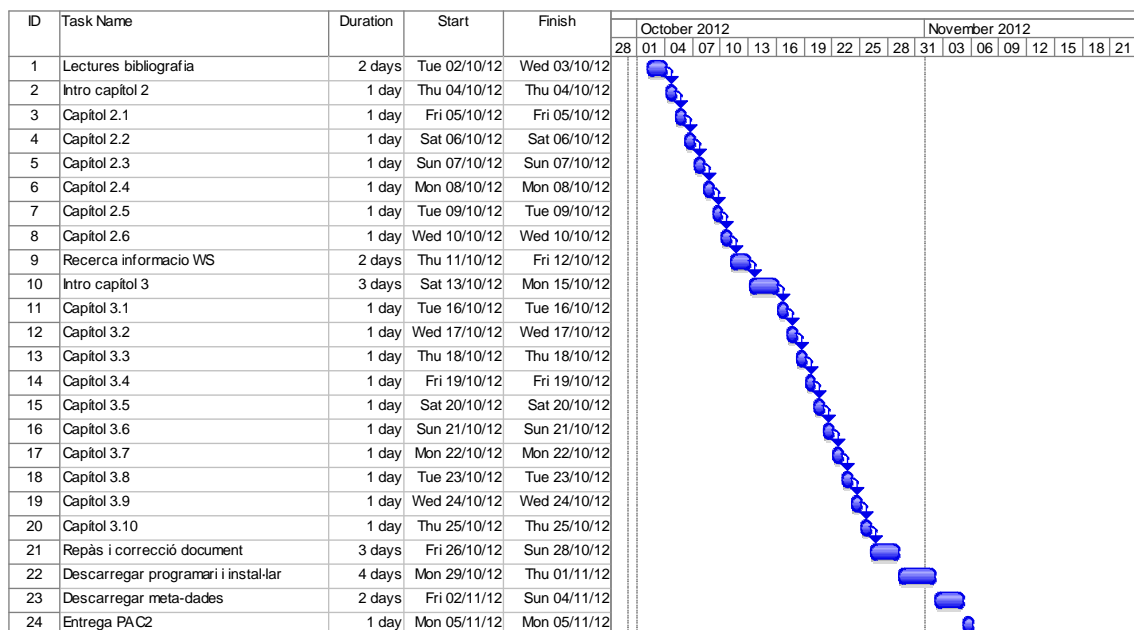 ID Task Name Duration Start Finish
October 2012 November 2012
28 01 04 07 10 13 16 19 22 25 28 31 03 06 09 12 15 18 21
1 Lectures bibliografia 2 days Tue 02/10/12 Wed 03/10/12
2 Intro capítol 2 1 day Thu 04/10/12 Thu 04/10/12
3 Capítol 2.1 1 day Fri 05/10/12 Fri 05/10/12
4 Capítol 2.2 1 day Sat 06/10/12 Sat 06/10/12
5 Capítol 2.3 1 day Sun 07/10/12 Sun 07/10/12
6 Capítol 2.4 1 day Mon 08/10/12 Mon 08/10/12
7 Capítol 2.5 1 day Tue 09/10/12 Tue 09/10/12
8 Capítol 2.6 1 day Wed 10/10/12 Wed 10/10/12
9 Recerca informacio WS 2 days Thu 11/10/12 Fri 12/10/12
10 Intro capítol 3 3 days Sat 13/10/12 Mon 15/10/12
11 Capítol 3.1 1 day Tue 16/10/12 Tue 16/10/12
12 Capítol 3.2 1 day Wed 17/10/12 Wed 17/10/12
13 Capítol 3.3 1 day Thu 18/10/12 Thu 18/10/12
14 Capítol 3.4 1 day Fri 19/10/12 Fri 19/10/12
15 Capítol 3.5 1 day Sat 20/10/12 Sat 20/10/12
16 Capítol 3.6 1 day Sun 21/10/12 Sun 21/10/12
17 Capítol 3.7 1 day Mon 22/10/12 Mon 22/10/12
18 Capítol 3.8 1 day Tue 23/10/12 Tue 23/10/12
19 Capítol 3.9 1 day Wed 24/10/12 Wed 24/10/12
20 Capítol 3.10 1 day Thu 25/10/12 Thu 25/10/12
21 Repàs i correcció document 3 days Fri 26/10/12 Sun 28/10/12
22 Descarregar programari i instal·lar 4 days Mon 29/10/12 Thu 01/11/12
23 Descarregar meta-dades 2 days Fri 02/11/12 Sun 04/11/12
24 Entrega PAC2 1 day Mon 05/11/12 Mon 05/11/12